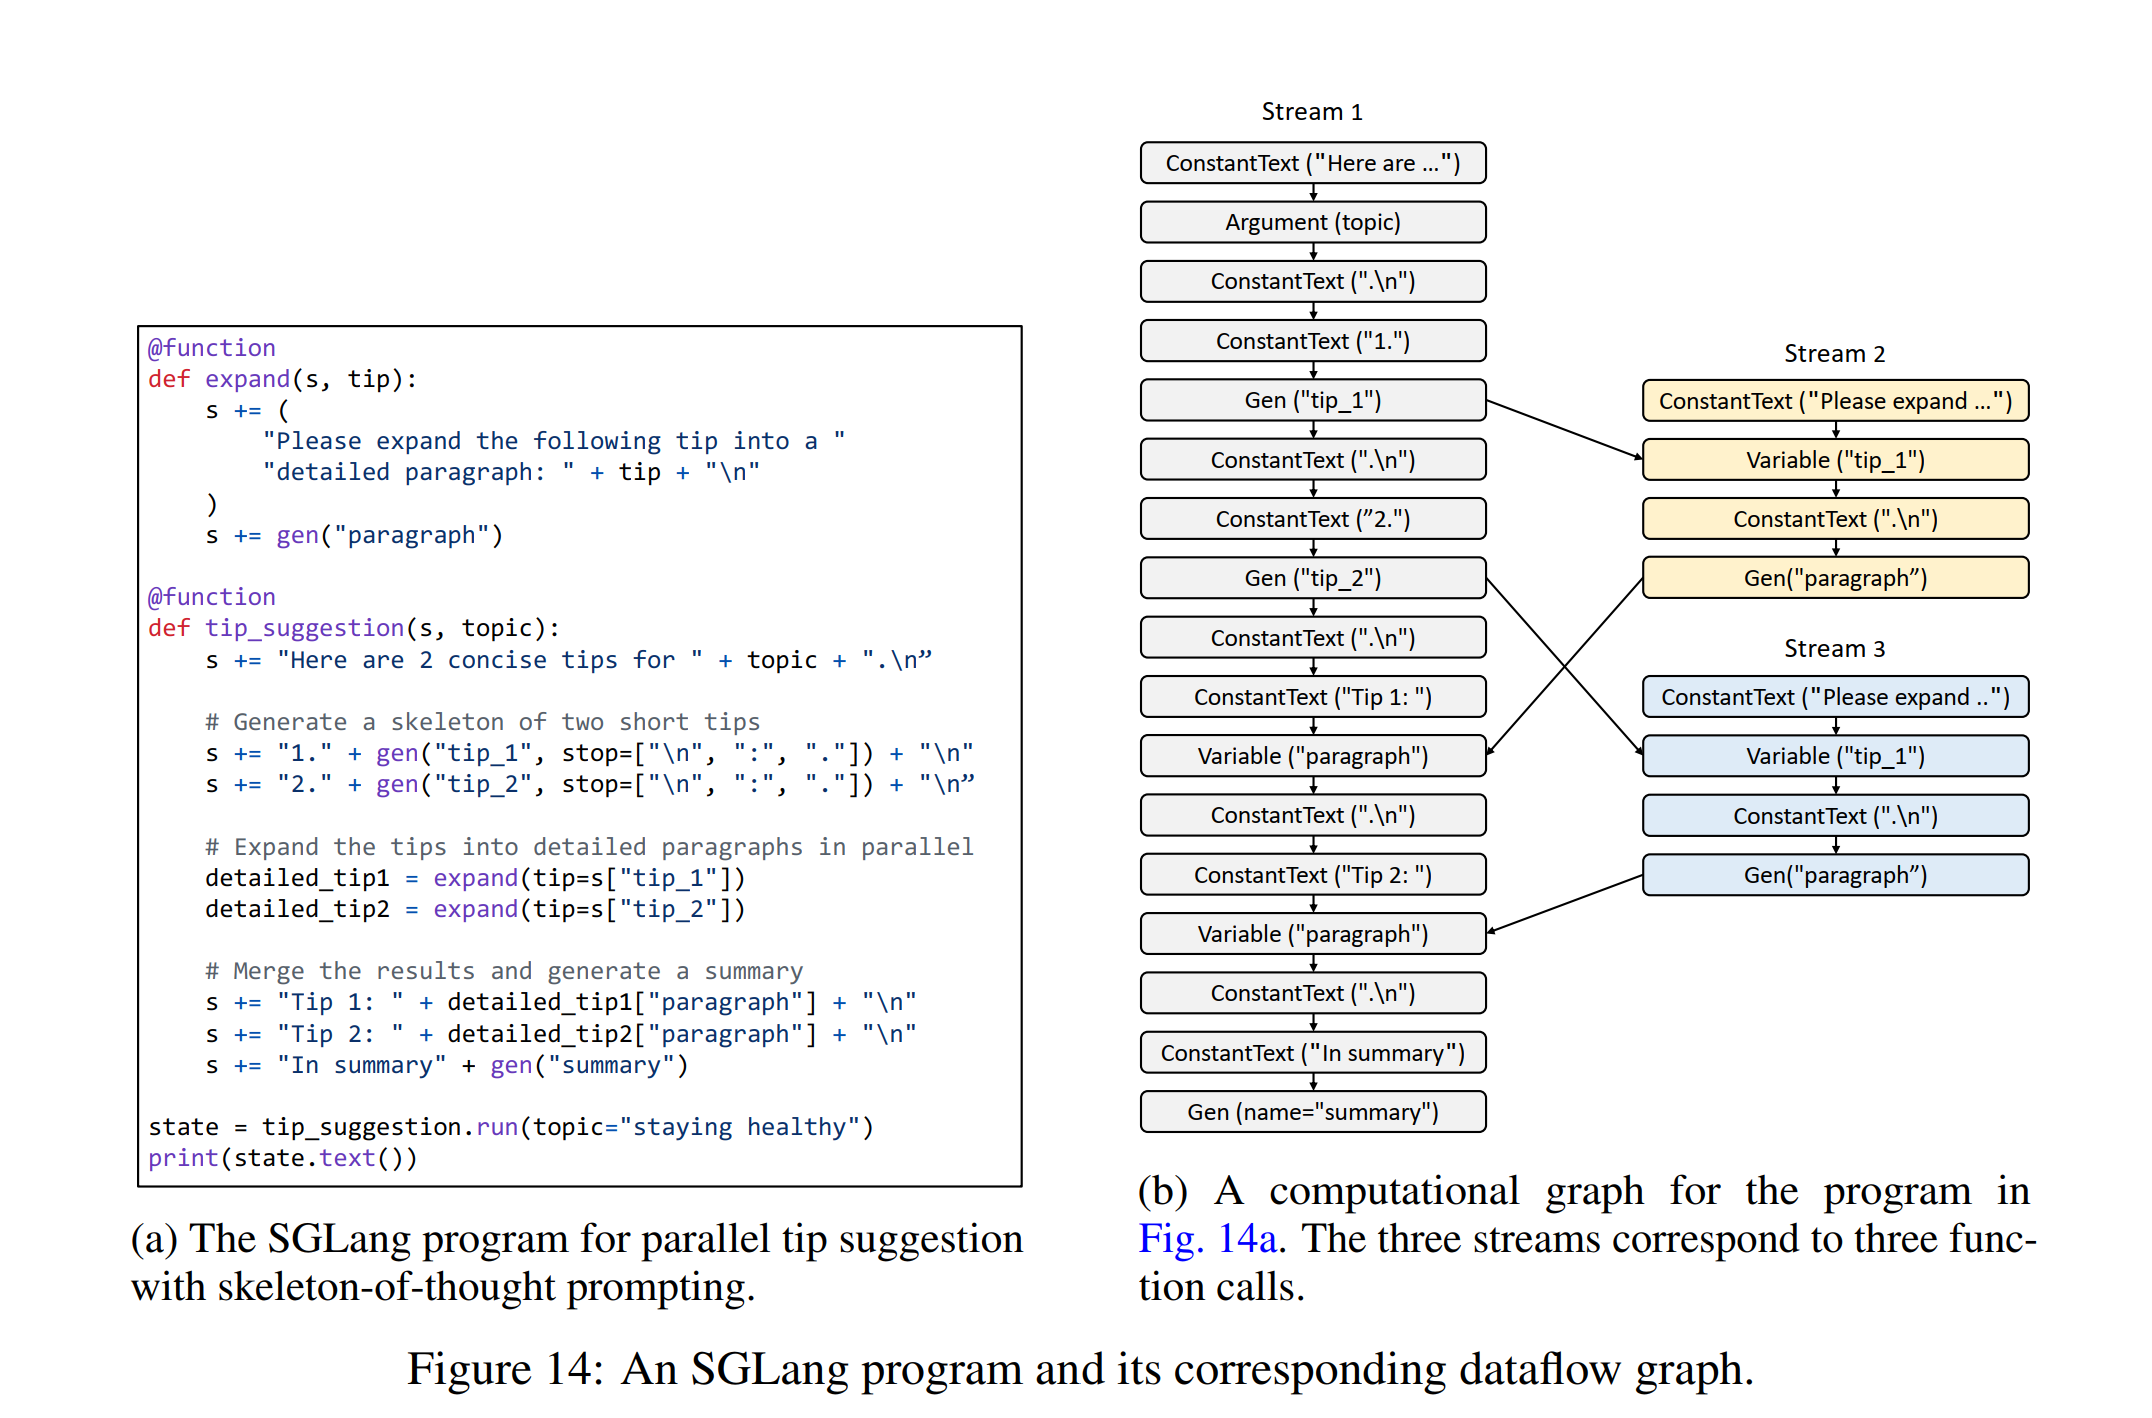 @function
def expand(s, tip):
    s += (
        "Please expand the following tip into a "
        "detailed paragraph: " + tip + "\n"
    )
    s += gen("paragraph")

@function
def tip_suggestion(s, topic):
    s += "Here are 2 concise tips for " + topic + ".\n”

    # Generate a skeleton of two short tips
    s += "1." + gen("tip_1", stop=["\n", ":", "."]) + "\n"
    s += "2." + gen("tip_2", stop=["\n", ":", "."]) + "\n”

    # Expand the tips into detailed paragraphs in parallel
    detailed_tip1 = expand(tip=s["tip_1"])
    detailed_tip2 = expand(tip=s["tip_2"])

    # Merge the results and generate a summary
    s += "Tip 1: " + detailed_tip1["paragraph"] + "\n"
    s += "Tip 2: " + detailed_tip2["paragraph"] + "\n"
    s += "In summary" + gen("summary")

state = tip_suggestion.run(topic="staying healthy")
print(state.text())
(a) The SGLang program for parallel tip suggestion
with skeleton-of-thought prompting.
Stream 1
ConstantText ("Here are ...")
Argument (topic)
ConstantText (".\n")
ConstantText ("1.")
Gen ("tip_1")
ConstantText (".\n")
ConstantText (”2.")
Gen ("tip_2")
ConstantText (".\n")
ConstantText ("Tip 1: ")
Variable ("paragraph")
ConstantText (".\n")
ConstantText ("Tip 2: ")
Variable ("paragraph")
ConstantText (".\n")
ConstantText ("In summary")
Gen (name="summary")
Stream 2
ConstantText ("Please expand ...")
Variable ("tip_1")
ConstantText (".\n")
Gen("paragraph”)
Stream 3
ConstantText ("Please expand ..")
Variable ("tip_1")
ConstantText (".\n")
Gen("paragraph”)
(b) A computational graph for the program in
Fig. 14a. The three streams correspond to three func-
tion calls.
Figure 14: An SGLang program and its corresponding dataflow graph.